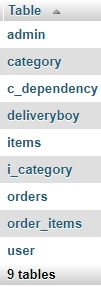 Table
admin
category
c_dependency
deliveryboy
items
i_category
orders
order_items
user
9 tables